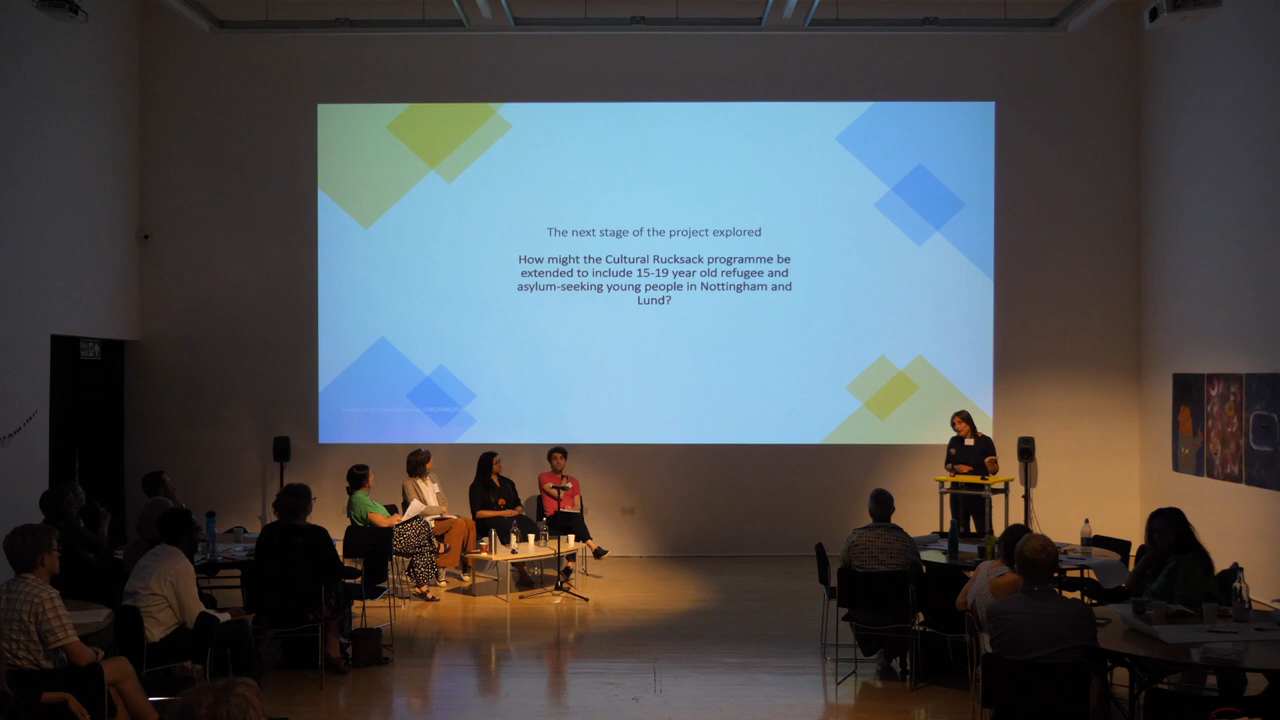 The next stage of the project explored
How might the Cultural Rucksack programme be
extended to include 15-19 year old refugee and
asylum-seeking young people in Nottingham and
Lund?